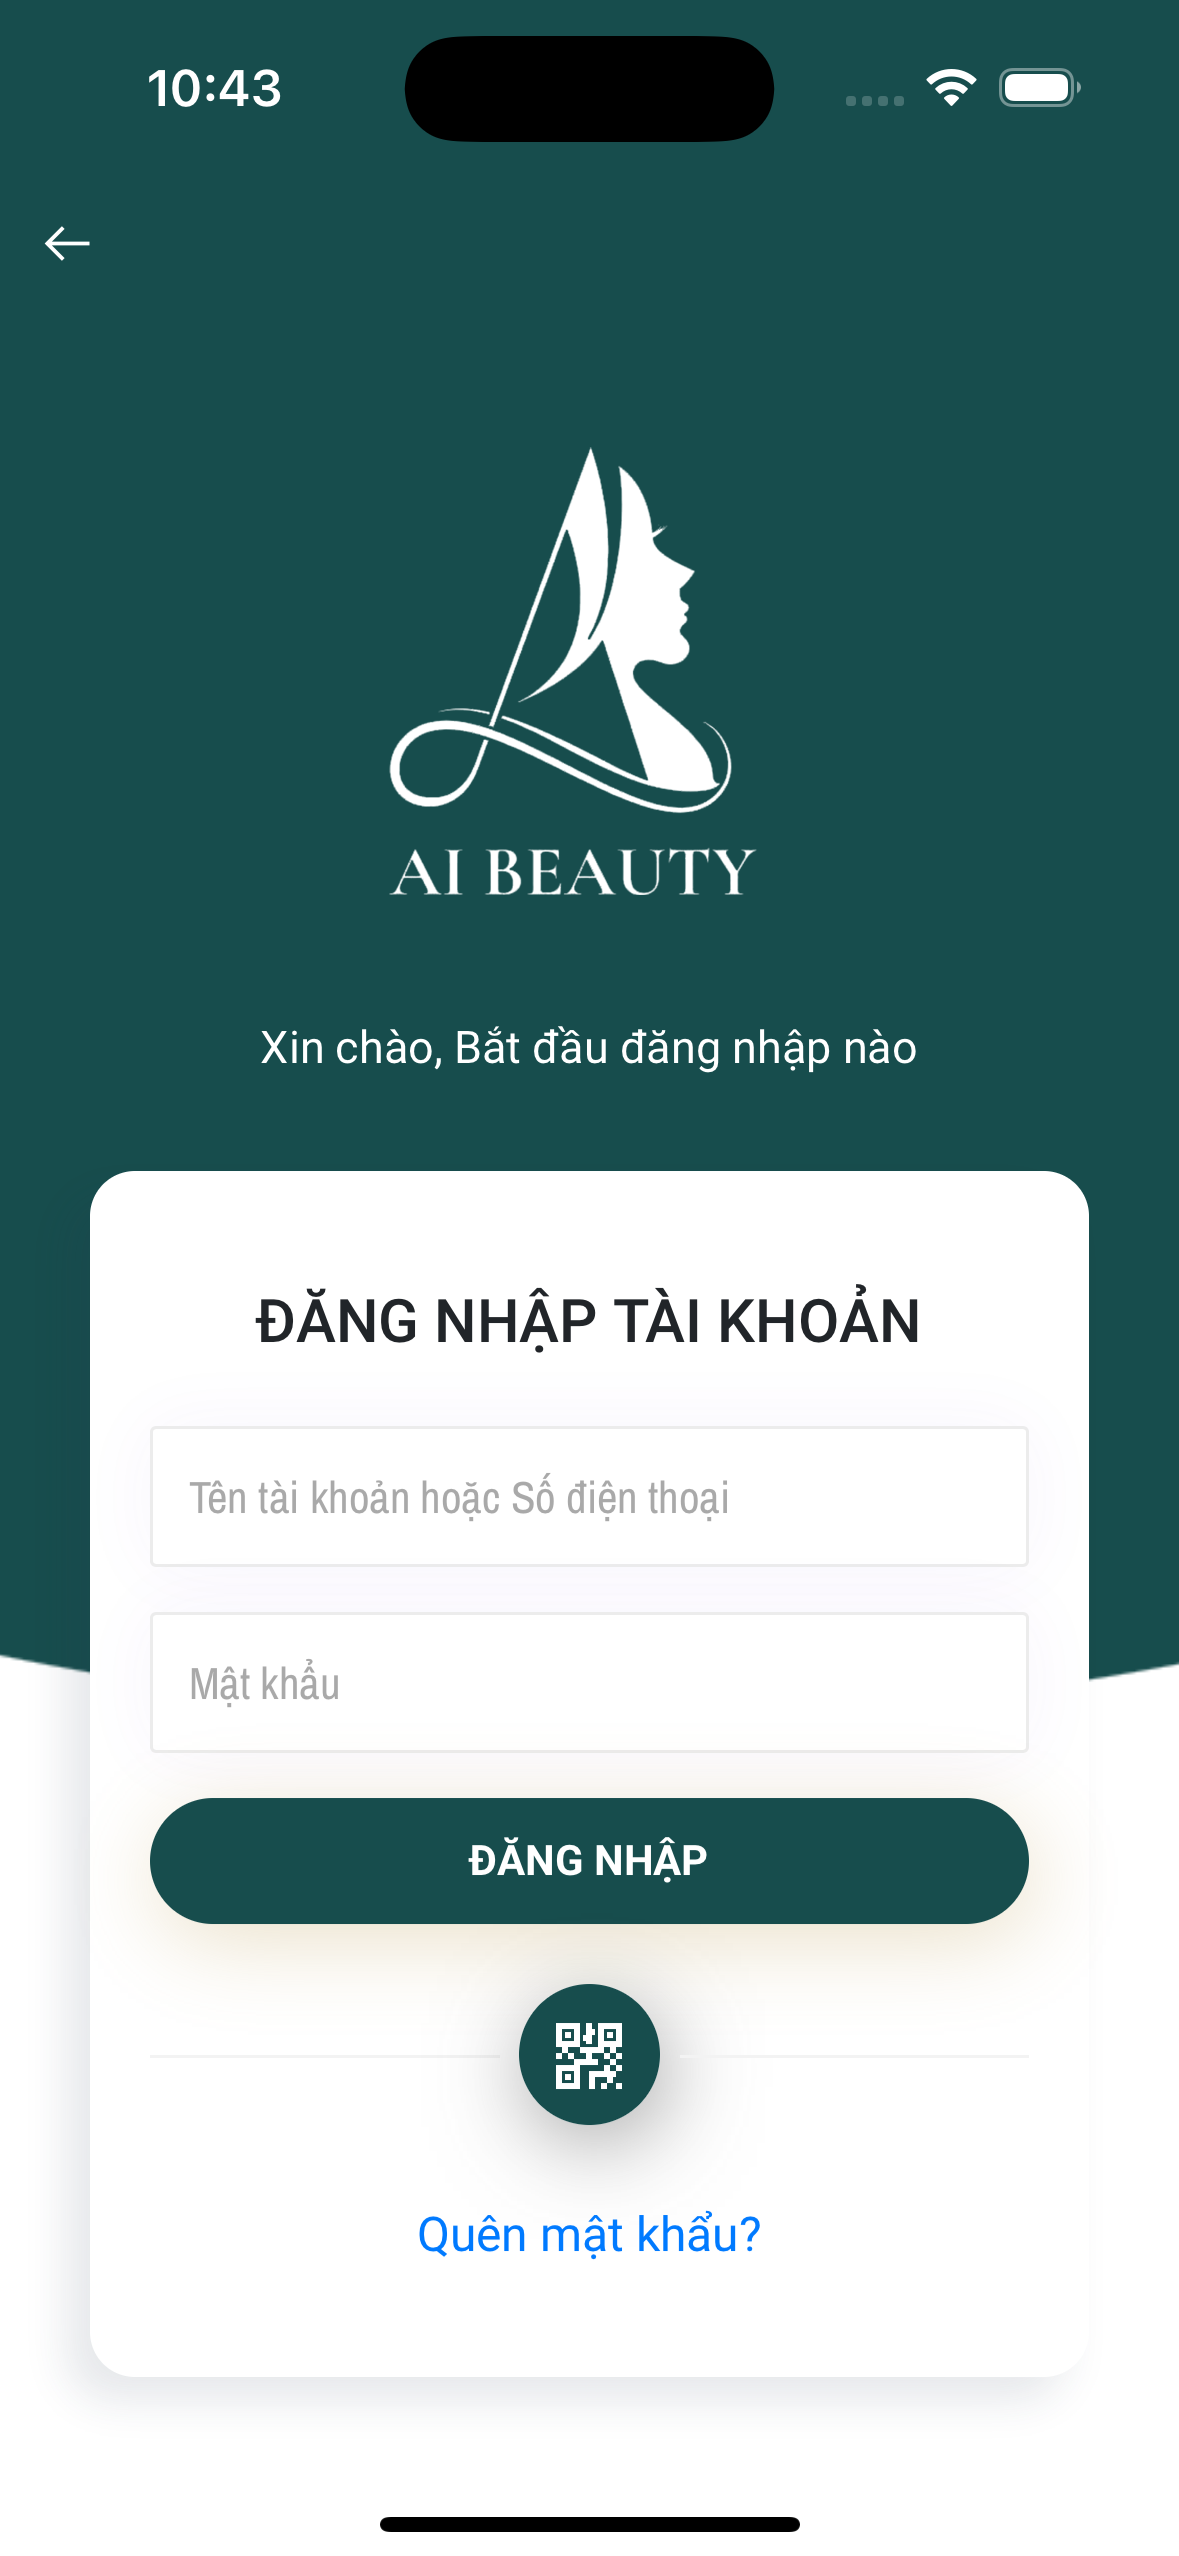 10:43
AI BEAUTY
Xin chào, Bắt đầu đăng nhập nào
ĐĂNG NHẬP TÀI KHOẢN
Tên tài khoản hoặc Số điện thoại
Mật khẩu
ĐĂNG NHẬP
Quên mật khẩu?